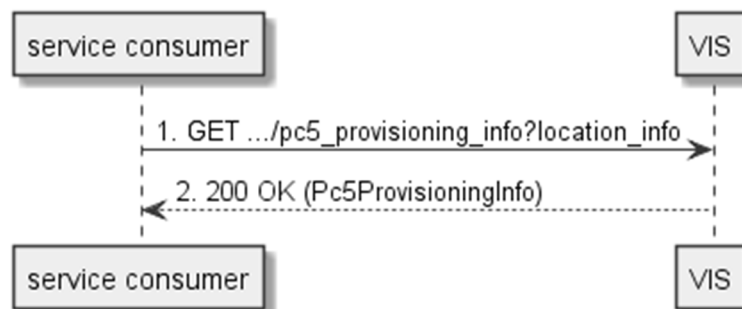 service consumer
VIS
1. GET .../pc5_provisioning_info?location_info
2. 200 OK (Pc5ProvisioningInfo)
service consumer
VIS